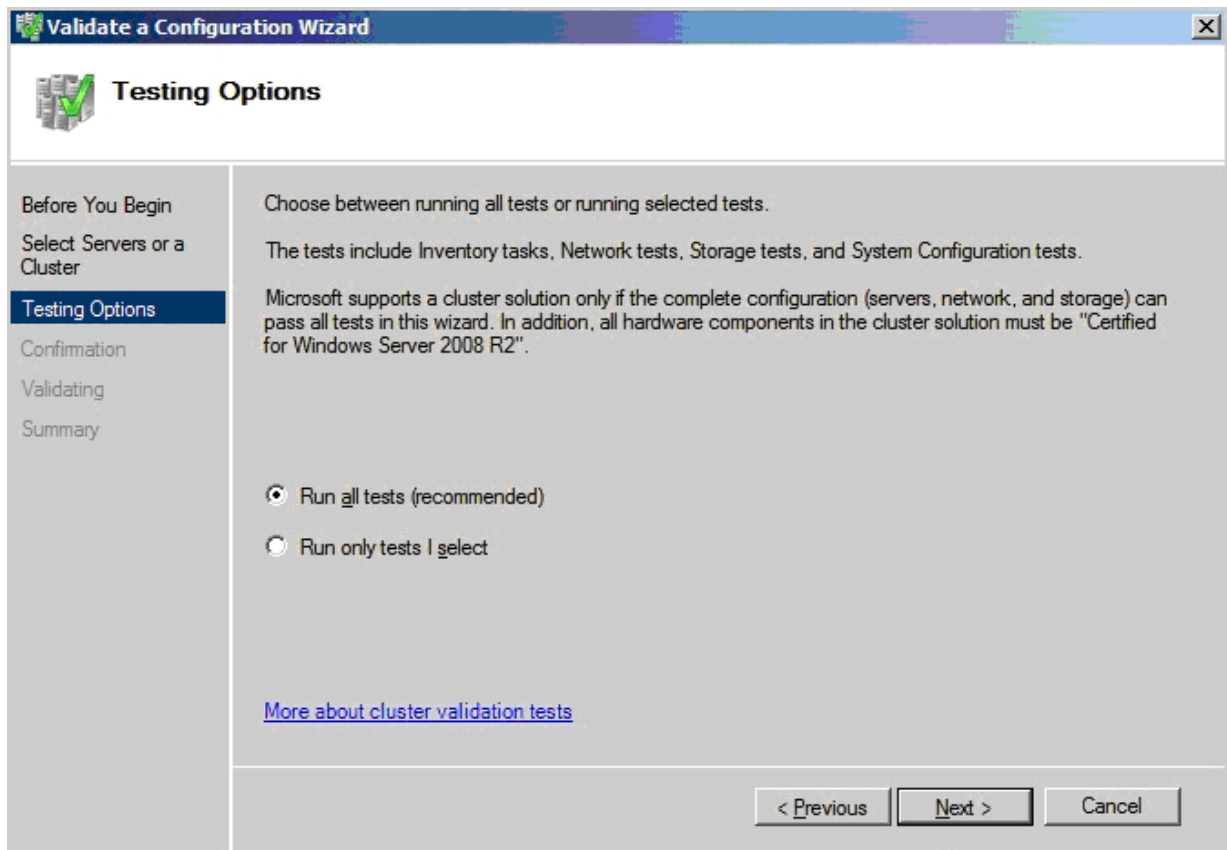 Validate a Configuration Wizard
Testing Options
Before You Begin
Select Servers or a
Cluster
Testing Options
Confirmation
Validating
Summary
Choose between running all tests or running selected tests.
The tests include Inventory tasks, Network tests, Storage tests, and System Configuration tests.
Microsoft supports a cluster solution only if the complete configuration (servers, network, and storage) can
pass all tests in this wizard. In addition, all hardware components in the cluster solution must be "Certified
for Windows Server 2008 R2".
Run all tests (recommended)
Run only tests I select
More about cluster validation tests
< Previous
Next >
Cancel